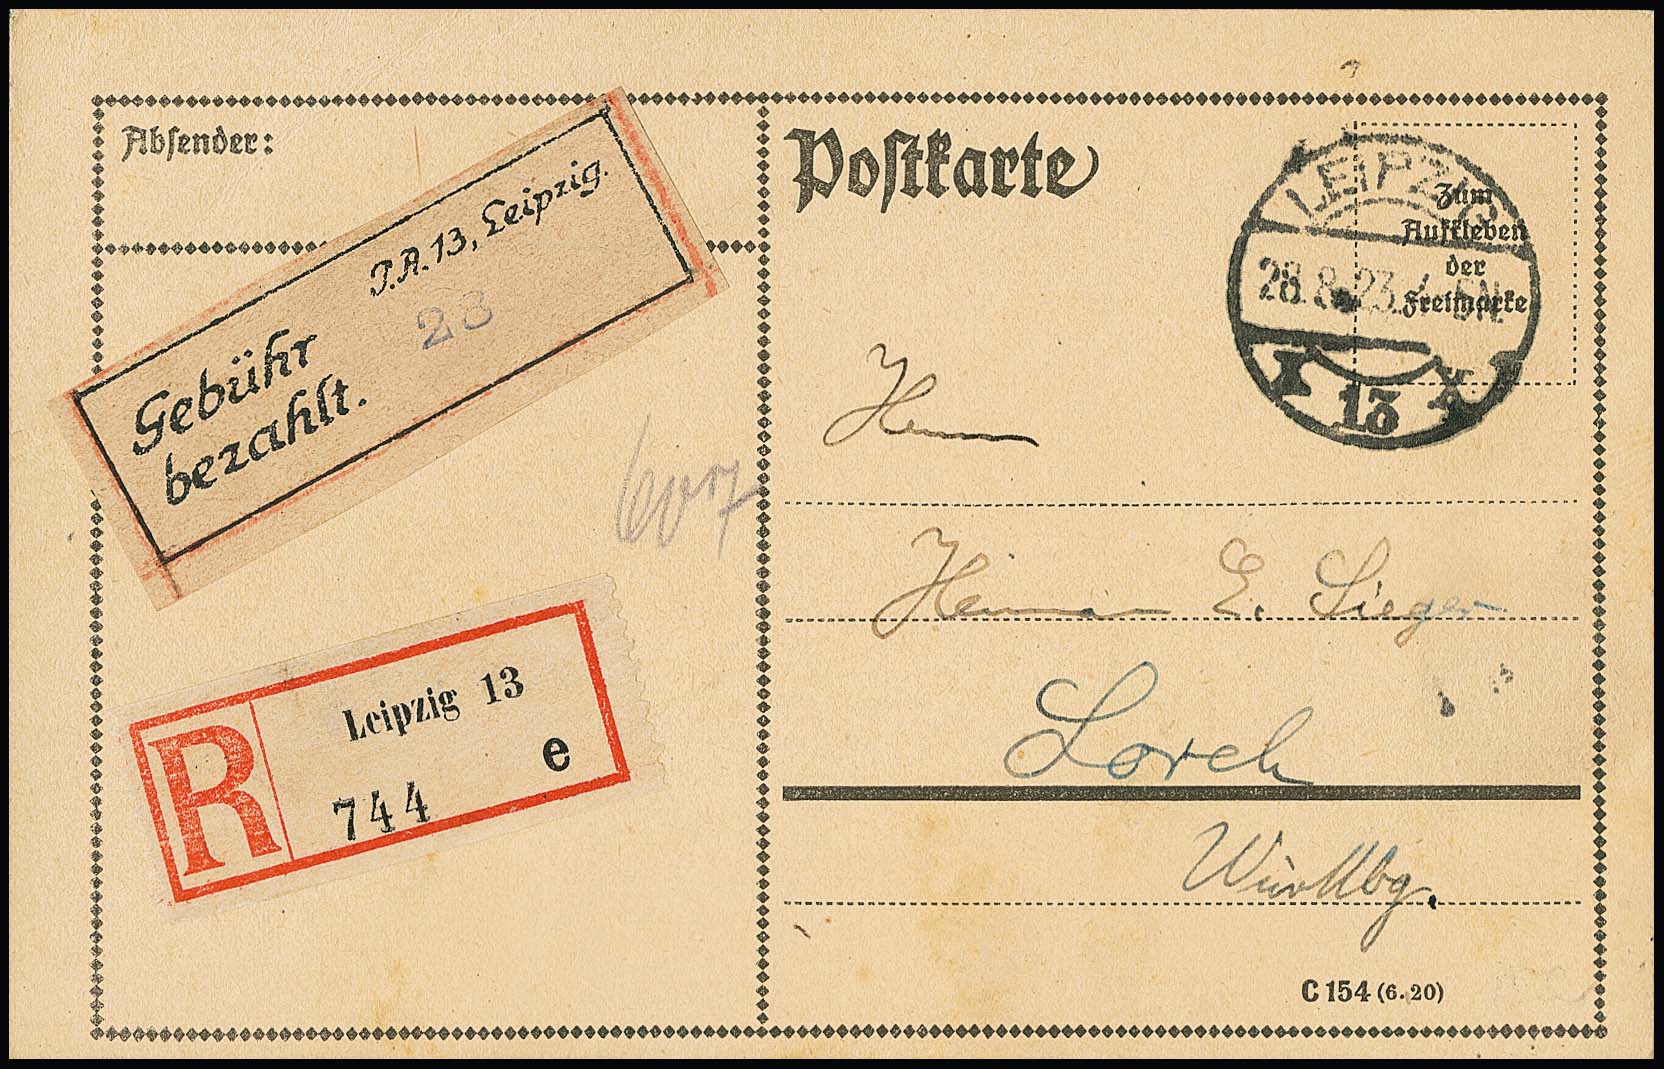 Absender:
P.A. 13, Leipzig.
23
Gebühr
bezahlt.
R
Leipzig 13
744
e
Postkarte
LEIPZIG
28.8.23.
13
Zum
Aufkleben
der
Freimarke
Herrn
Herman E. Sieger
Lorch
Württbg.
C 154 (6.20)